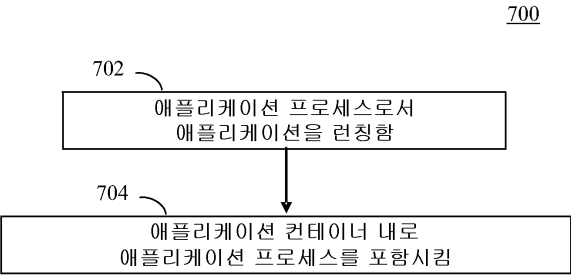 700
702
애플리케이션 프로세스로서
애플리케이션을 런칭함
704
애플리케이션 컨테이너 내로
애플리케이션 프로세스를 포함시킴